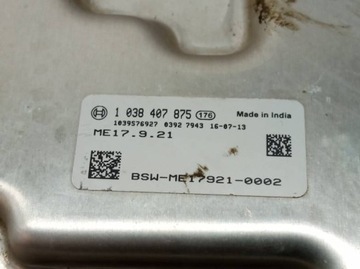 1 038 407 875 176 Made in India
1039S76927 0392 7943 16-07-13
ME17.9.21
BSW-ME17921-0002